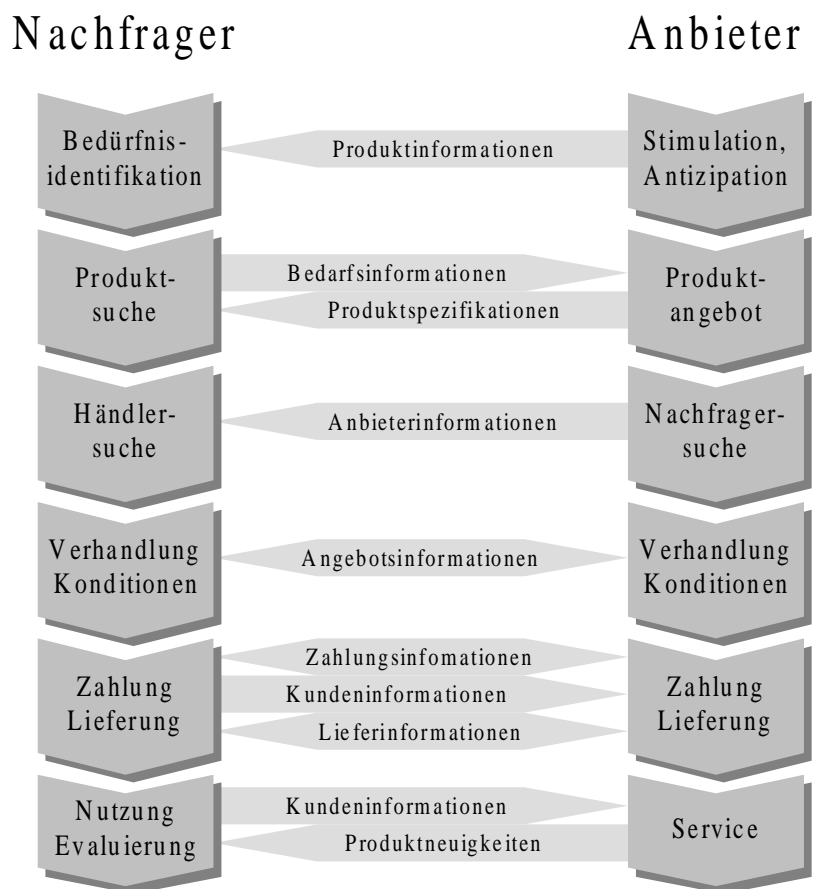 Nachfrager
Anbieter
Bedürfnis-
identifikation
Produktinformationen
Stimulation,
Antizipation
Produkt-
suche
Bedarfsinformationen
Produktspezifikationen
Produkt-
angebot
Händler-
suche
Anbieterinformationen
Nachfrager-
suche
Verhandlung
Konditionen
Angebotsinformationen
Verhandlung
Konditionen
Zahlung
Lieferung
Zahlungsinfomationen
Kundeninformationen
Lieferinformationen
Zahlung
Lieferung
Nutzung
Evaluierung
Kundeninformationen
Produktneuigkeiten
Service